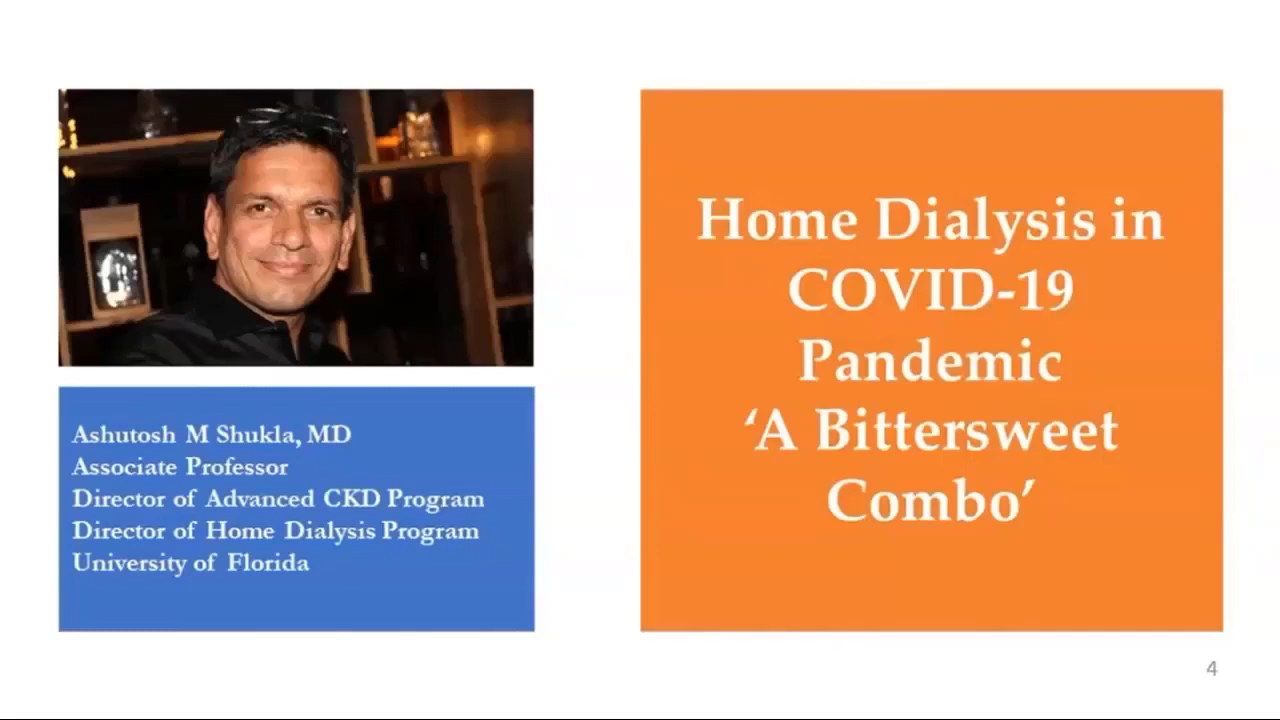 Ashutosh M Shukla, MD
Associate Professor
Director of Advanced CKD Program
Director of Home Dialysis Program
University of Florida
Home Dialysis in
COVID-19
Pandemic
‘A Bittersweet
Combo’
4